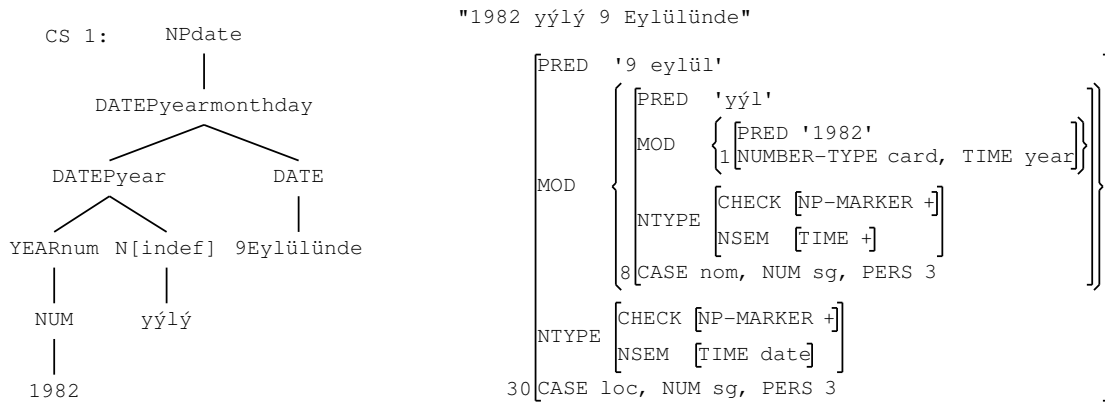 "1982 yýlý 9 Eylülünde"
CS 1: NPdate
DATEPyearmonthday
DATEPyear DATE
YEARnum N[indef] 9Eylülünde
NUM yýlý
1982
PRED '9 eylül'
PRED 'yýl'
MOD
PRED '1982'
1 NUMBER-TYPE card, TIME year
MOD
NTYPE
CHECK [NP-MARKER +]
NSEM [TIME +]
8 CASE nom, NUM sg, PERS 3
NTYPE
CHECK [NP-MARKER +]
NSEM [TIME date]
30 CASE loc, NUM sg, PERS 3